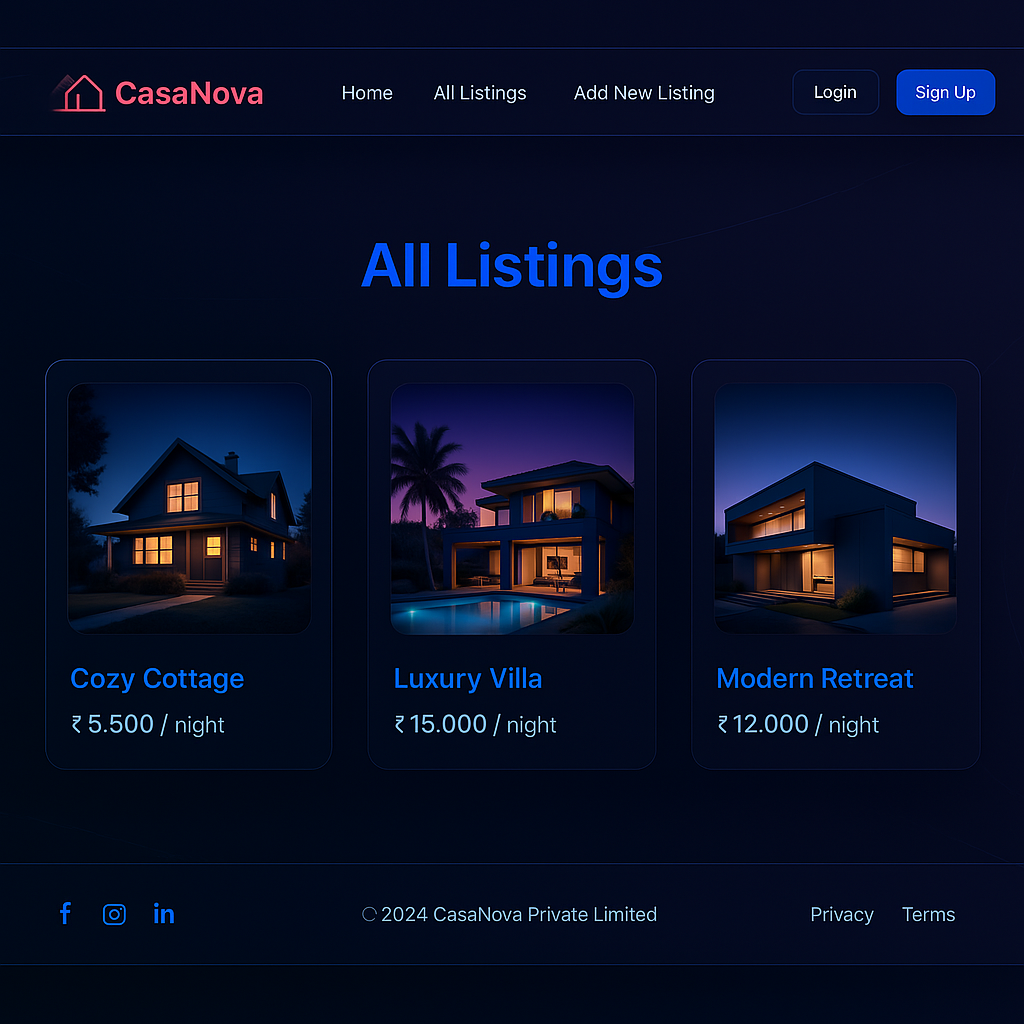 CasaNova
Home All Listings Add New Listing Login Sign Up
All Listings
Cozy Cottage
₹ 5.500 / night
Luxury Villa
₹ 15.000 / night
Modern Retreat
₹ 12.000 / night
f in © 2024 CasaNova Private Limited Privacy Terms